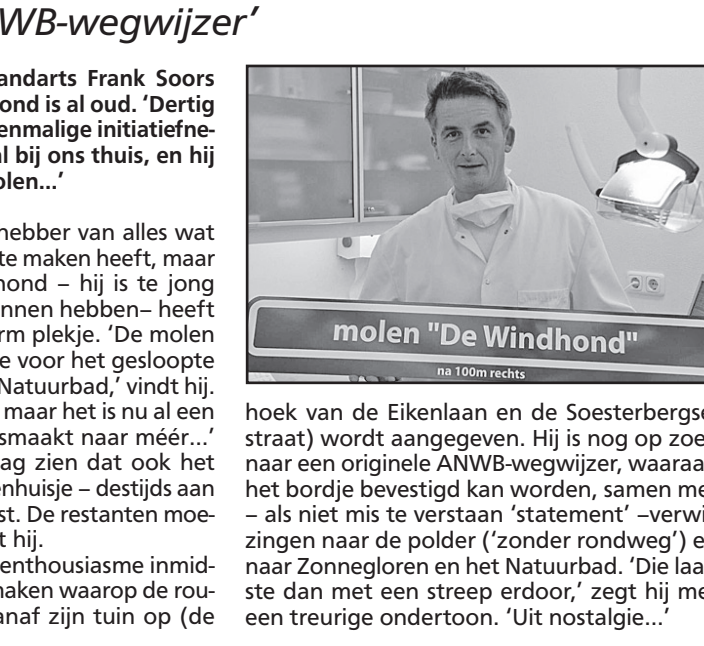 WB-wegwijzer’
andarts Frank Soors
ond is al oud. ‘Dertig
enmalige initiatiefne-
l bij ons thuis, en hij
olen...’
hebber van alles wat
te maken heeft, maar
hond – hij is te jong
nnen hebben– heeft
rm plekje. ‘De molen
e voor het gesloopte
Natuurbad,’ vindt hij.
maar het is nu al een
smaakt naar méér...’
ag zien dat ook het
enhuisje – destijds aan
st. De restanten moe-
t hij.
enthousiasme inmid-
naken waarop de rou-
anaf zijn tuin op (de
molen "De Windhond"
na 100m rechts
hoek van de Eikenlaan en de Soesterbergse
straat) wordt aangegeven. Hij is nog op zoe
naar een originele ANWB-wegwijzer, waaraa
het bordje bevestigd kan worden, samen me
– als niet mis te verstaan ‘statement’ –verwi
zingen naar de polder (‘zonder rondweg’) e
naar Zonnegloren en het Natuurbad. ‘Die laa
ste dan met een streep erdoor,’ zegt hij me
een treurige ondertoon. ‘Uit nostalgie...’